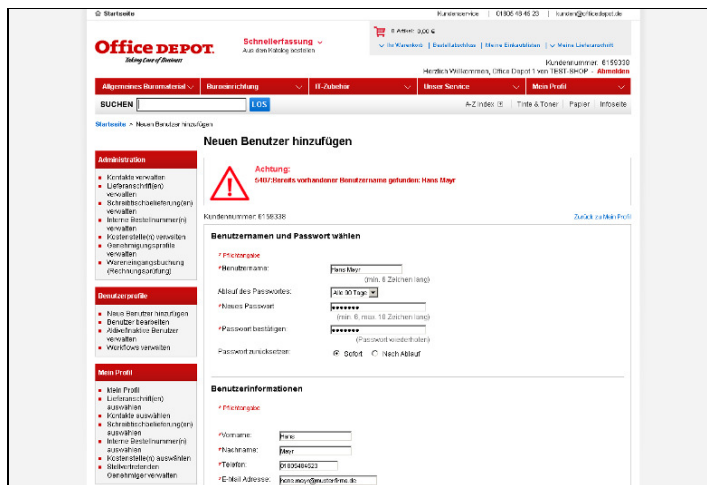 Startseite
Kundenservice | 01805 48 45 23 | kunden@officedepot.de
Office DEPOT.
Taking Care of Business
Schnellerfassung
Aus dem Katalog bestellen
0 Artikel 0,00 €
Ihr Warenkorb | Bestellabschluss | Meine Einkaufslisten | Meine Lieferanschrift
Kundennummer: 6159338
Herzlich Willkommen, Office Depot 1 von TEST-SHOP - Abmelden
Allgemeines Büromaterial Büroeinrichtung IT-Zubehör Unser Service Mein Profil
SUCHEN LOS A-Z Index | Tinte & Toner | Papier | Infoseite
Startseite > Neuen Benutzer hinzufügen
Neuen Benutzer hinzufügen
Administration
Kontakte verwalten
Lieferanschrift(en)
verwalten
Schreibtischbelieferung(en)
verwalten
Interne Bestellnummer(n)
verwalten
Kostenstelle(n) verwalten
Genehmigungsprofile
verwalten
Wareneingangsbuchung
(Rechnungsprüfung)
Benutzerprofile
Neue Benutzer hinzufügen
Benutzer bearbeiten
Aktive/Inaktive Benutzer
verwalten
Workflows verwalten
Mein Profil
Mein Profil
Lieferanschrift(en)
auswählen
Kontakte auswählen
Schreibtischbelieferung(en)
auswählen
Interne Bestellnummer(n)
auswählen
Kostenstelle(n) auswählen
Stellvertretenden
Genehmiger verwalten
Achtung:
5407:Bereits vorhandener Benutzername gefunden: Hans Mayr
Kundennummer: 6159338
Zurück zu Mein Profil
Benutzernamen und Passwort wählen
* Pflichtangabe
*Benutzername: Hans Mayr
(min. 6 Zeichen lang)
Ablauf des Passwortes: Alle 90 Tage
*Neues Passwort
(min. 6, max. 10 Zeichen lang)
*Passwort bestätigen
(Passwort wiederholen)
Passwort zurücksetzen: Sofort Nach Ablauf
Benutzerinformationen
* Pflichtangabe
*Vorname: Hans
*Nachname: Mayr
*Telefon: 01805484523
*E-Mail Adresse: hans.mayr@musterfirma.de